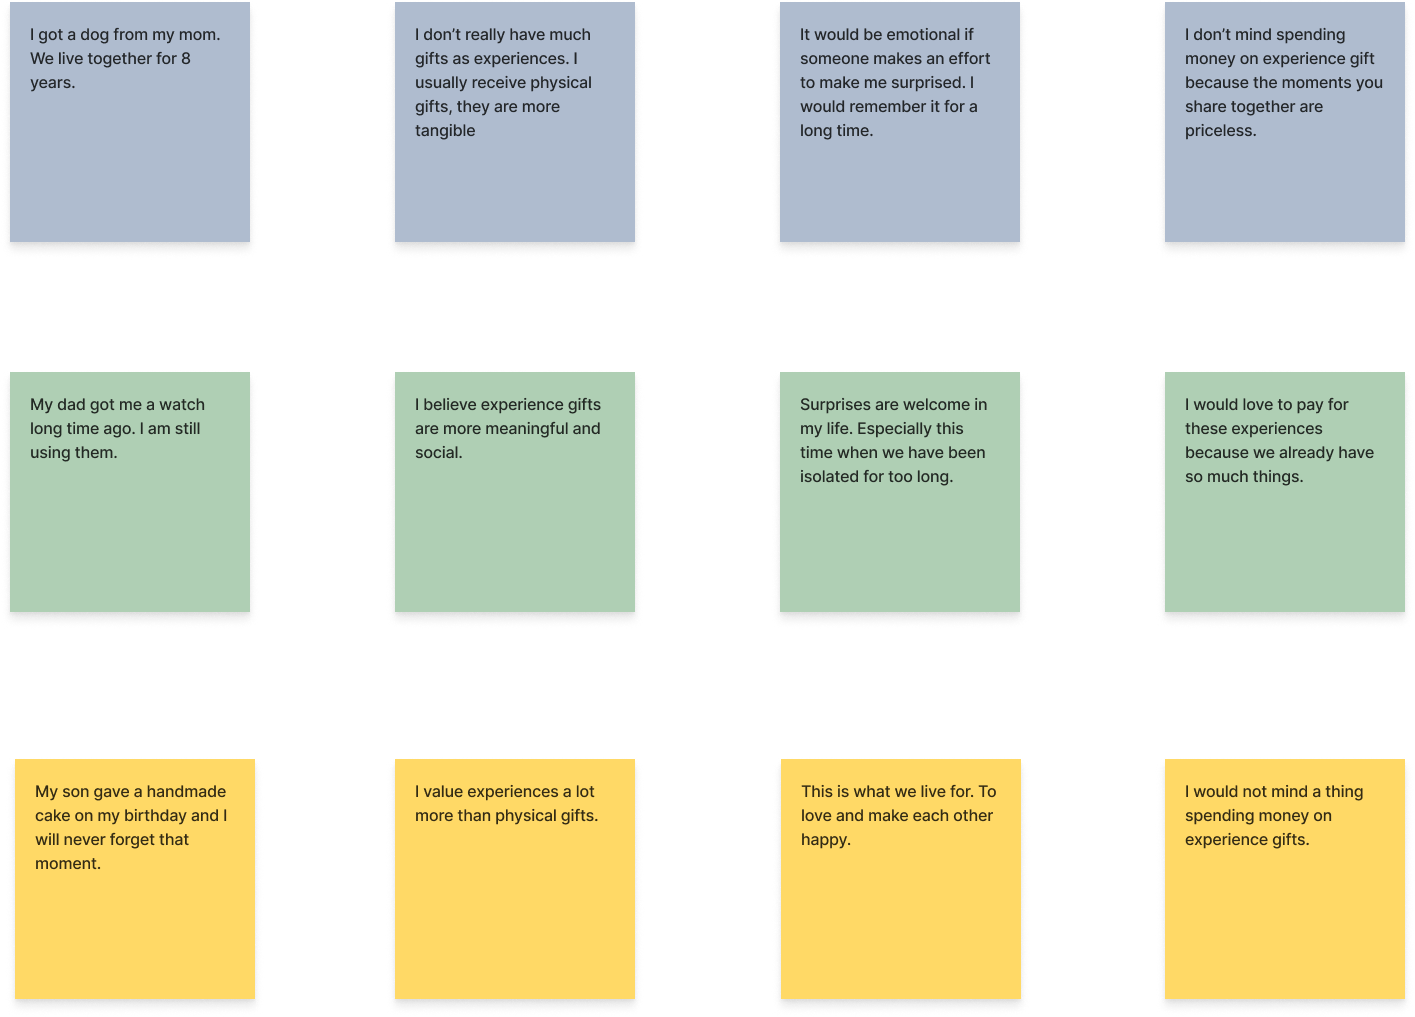 I got a dog from my mom.
We live together for 8
years.
I don’t really have much
gifts as experiences. I
usually receive physical
gifts, they are more
tangible
It would be emotional if
someone makes an effort
to make me surprised. I
would remember it for a
long time.
I don’t mind spending
money on experience gift
because the moments you
share together are
priceless.
My dad got me a watch
long time ago. I am still
using them.
I believe experience gifts
are more meaningful and
social.
Surprises are welcome in
my life. Especially this
time when we have been
isolated for too long.
I would love to pay for
these experiences
because we already have
so much things.
My son gave a handmade
cake on my birthday and I
will never forget that
moment.
I value experiences a lot
more than physical gifts.
This is what we live for. To
love and make each other
happy.
I would not mind a thing
spending money on
experience gifts.